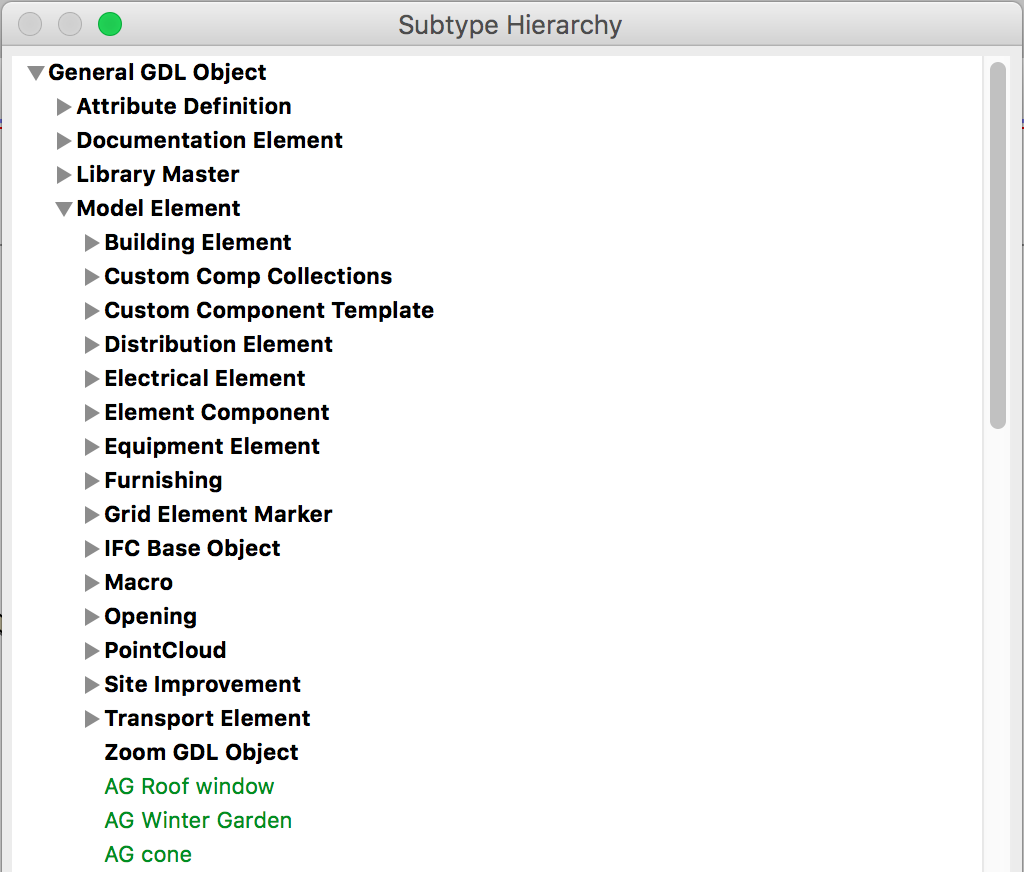 Subtype Hierarchy
General GDL Object
Attribute Definition
Documentation Element
Library Master
Model Element
Building Element
Custom Comp Collections
Custom Component Template
Distribution Element
Electrical Element
Element Component
Equipment Element
Furnishing
Grid Element Marker
IFC Base Object
Macro
Opening
PointCloud
Site Improvement
Transport Element
Zoom GDL Object
AG Roof window
AG Winter Garden
AG cone